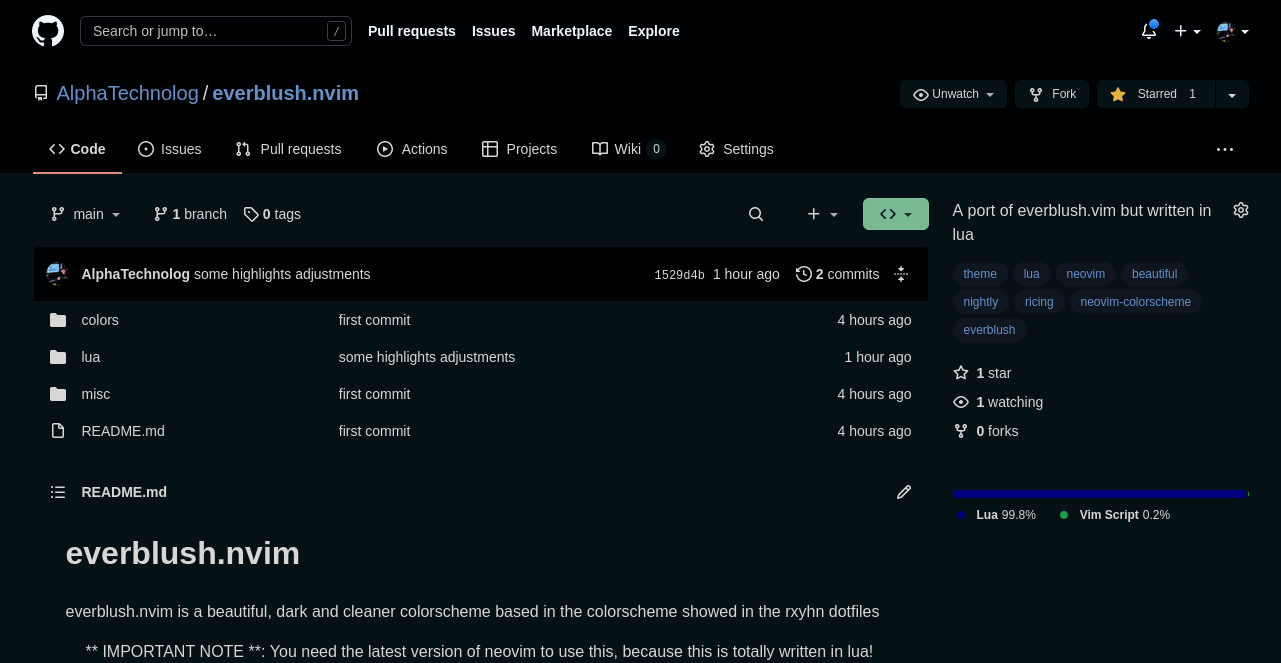 Search or jump to…
/
Pull requests Issues Marketplace Explore
AlphaTechnolog / everblush.nvim
Unwatch Fork Starred 1
Code Issues Pull requests Actions Projects Wiki 0 Settings
main 1 branch 0 tags
AlphaTechnolog some highlights adjustments 1529d4b 1 hour ago 2 commits
colors first commit 4 hours ago
lua some highlights adjustments 1 hour ago
misc first commit 4 hours ago
README.md first commit 4 hours ago
README.md
everblush.nvim
everblush.nvim is a beautiful, dark and cleaner colorscheme based in the colorscheme showed in the rxyhn dotfiles
** IMPORTANT NOTE **: You need the latest version of neovim to use this, because this is totally written in lua!
A port of everblush.vim but written in
lua
theme lua neovim beautiful
nightly ricing neovim-colorscheme
everblush
1 star
1 watching
0 forks
Lua 99.8% Vim Script 0.2%